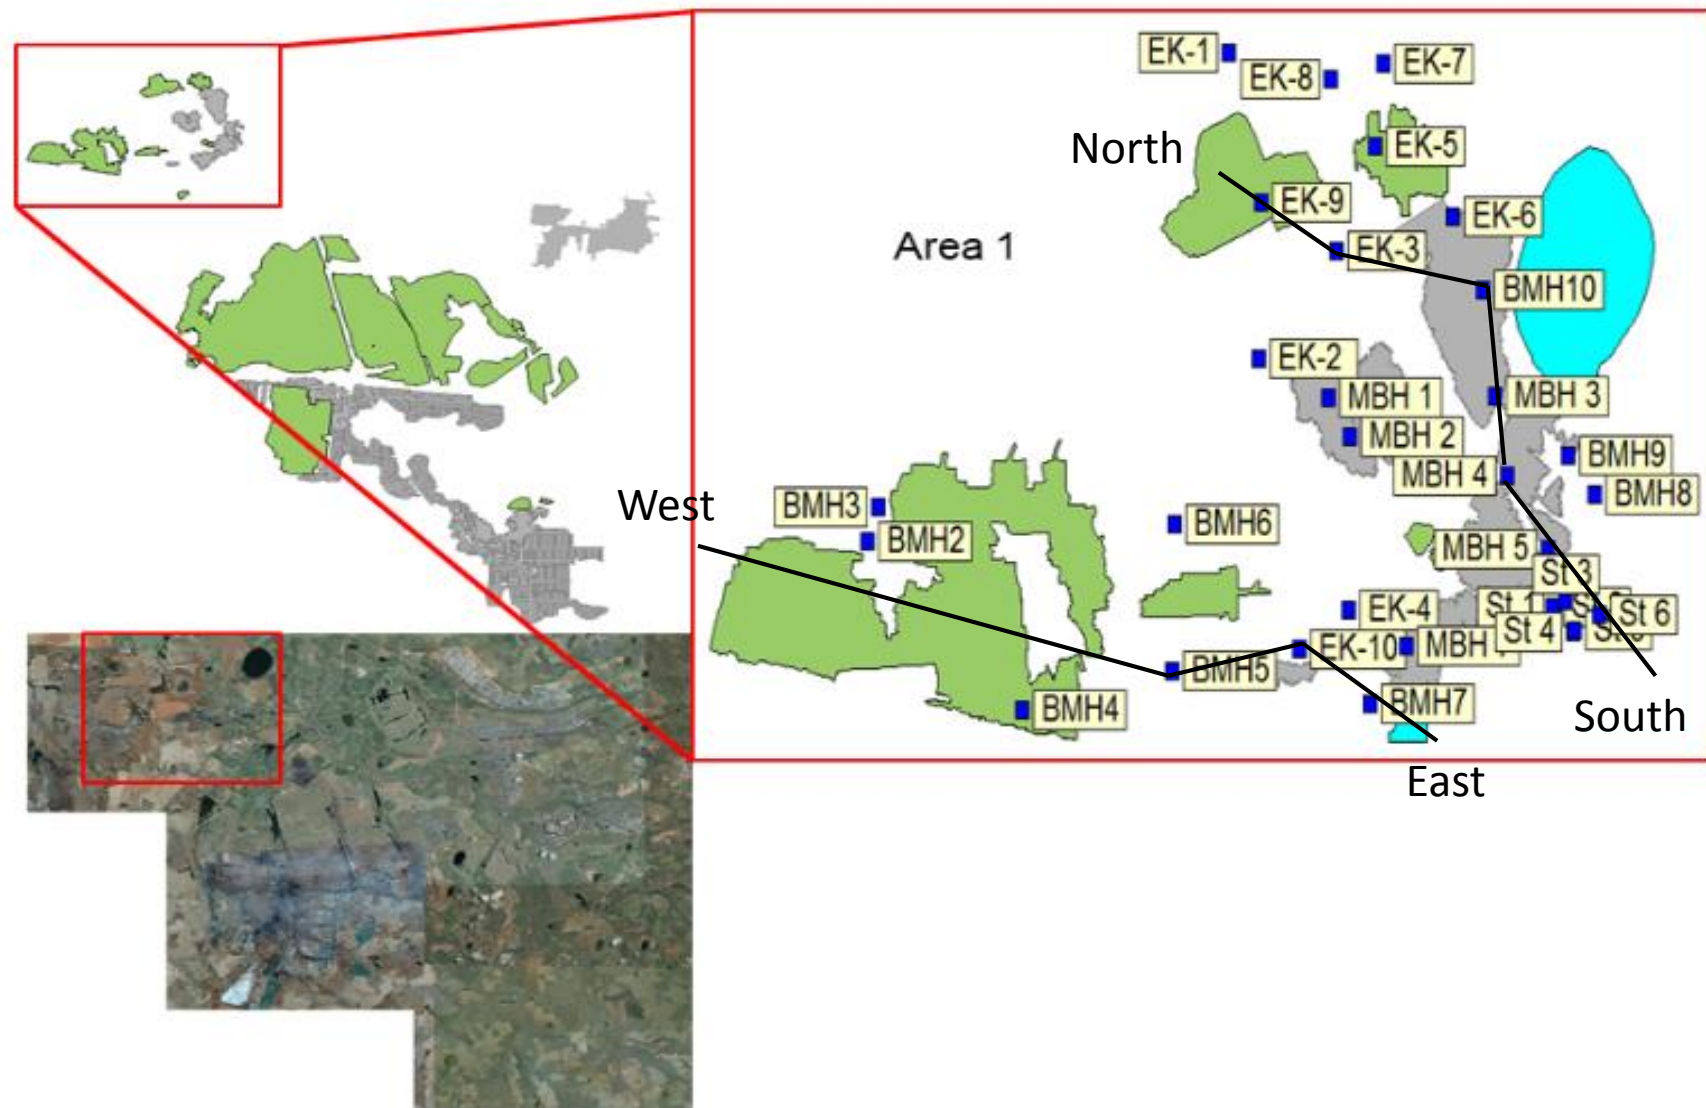 EK-1
EK-7
EK-8
North
EK-5
EK-9
EK-6
Area 1
EK-3
BMH10
EK-2
MBH 1
MBH 3
MBH 2
BMH9
MBH 4
West
BMH3
BMH8
BMH6
BMH2
MBH 5
St 3
EK-4
St 1
St 6
St 4
EK-10
MBH
BMH5
BMH4
BMH7
South
East